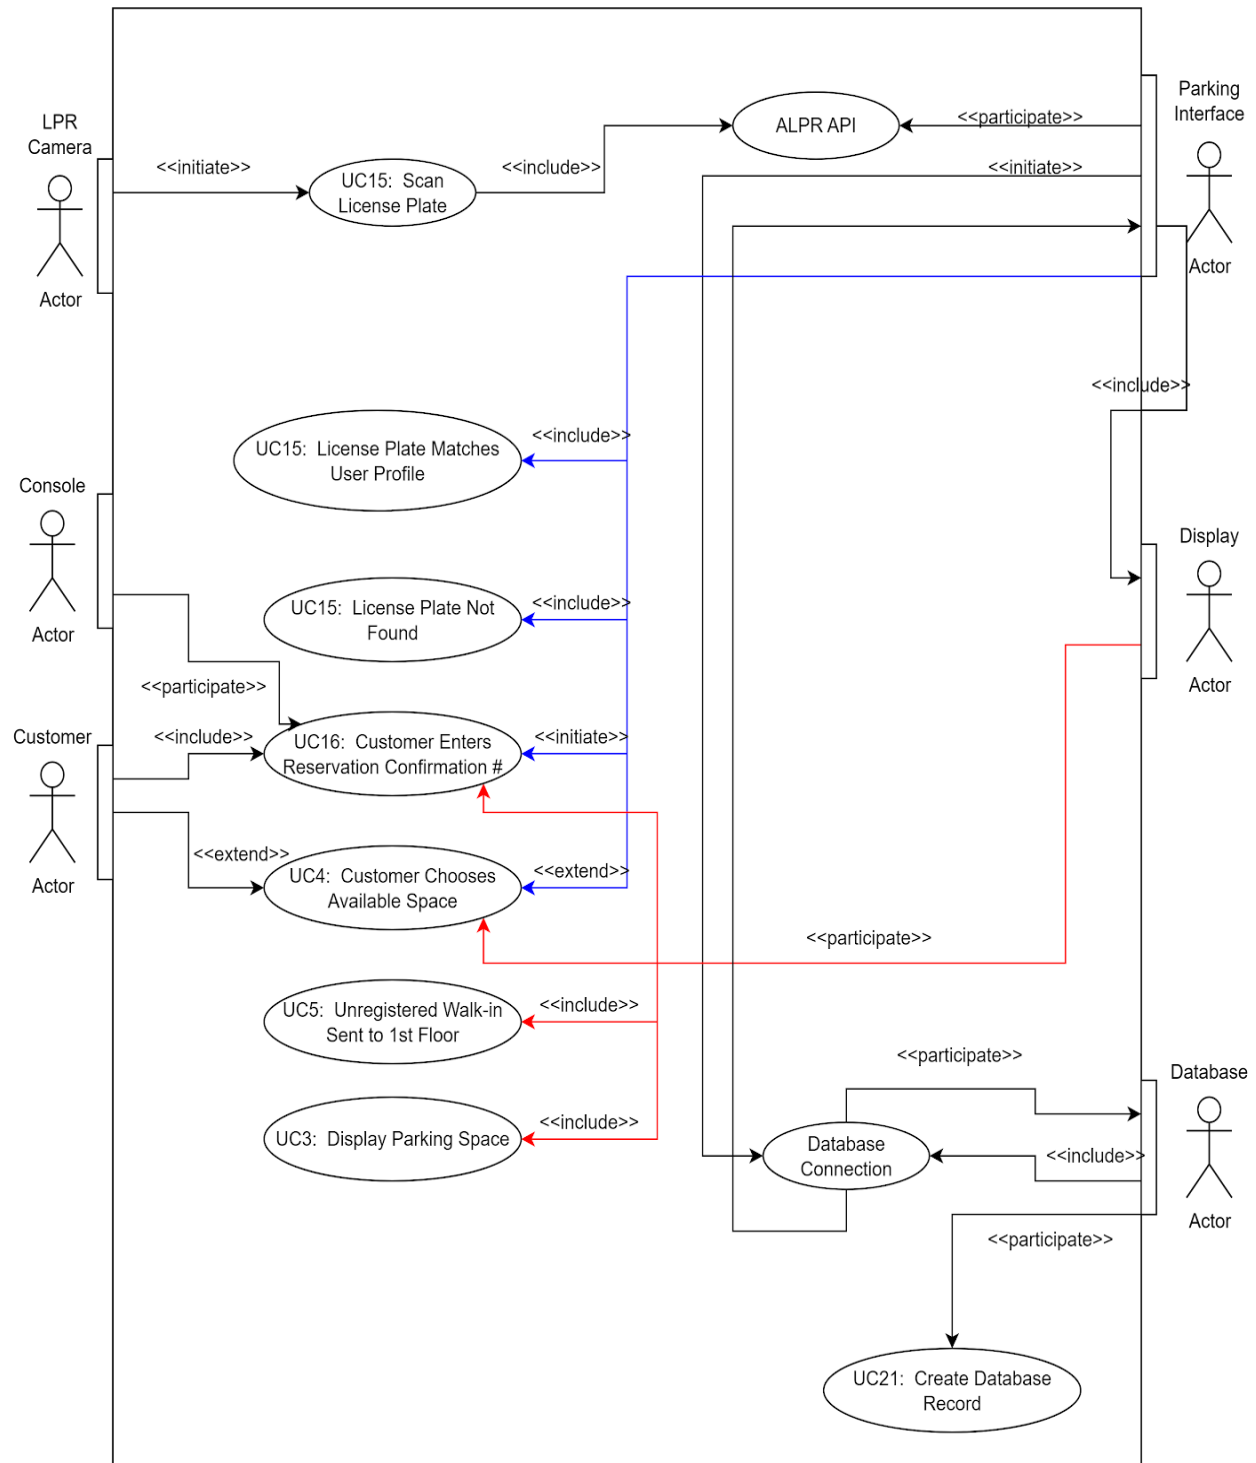 LPR
Camera
Actor
<<initiate>>
UC15:  Scan
License Plate
<<include>>
ALPR API
<<participate>>
<<initiate>>
Parking
Interface
Actor
<<include>>
Console
Actor
UC15:  License Plate Matches
User Profile
<<include>>
UC15:  License Plate Not
Found
<<include>>
Display
Actor
<<participate>>
Customer
Actor
<<include>>
UC16:  Customer Enters
Reservation Confirmation #
<<initiate>>
<<extend>>
UC4:  Customer Chooses
Available Space
<<extend>>
<<participate>>
UC5:  Unregistered Walk-in
Sent to 1st Floor
<<include>>
UC3:  Display Parking Space
<<include>>
<<participate>>
Database
Connection
<<include>>
Database
Actor
<<participate>>
UC21:  Create Database
Record